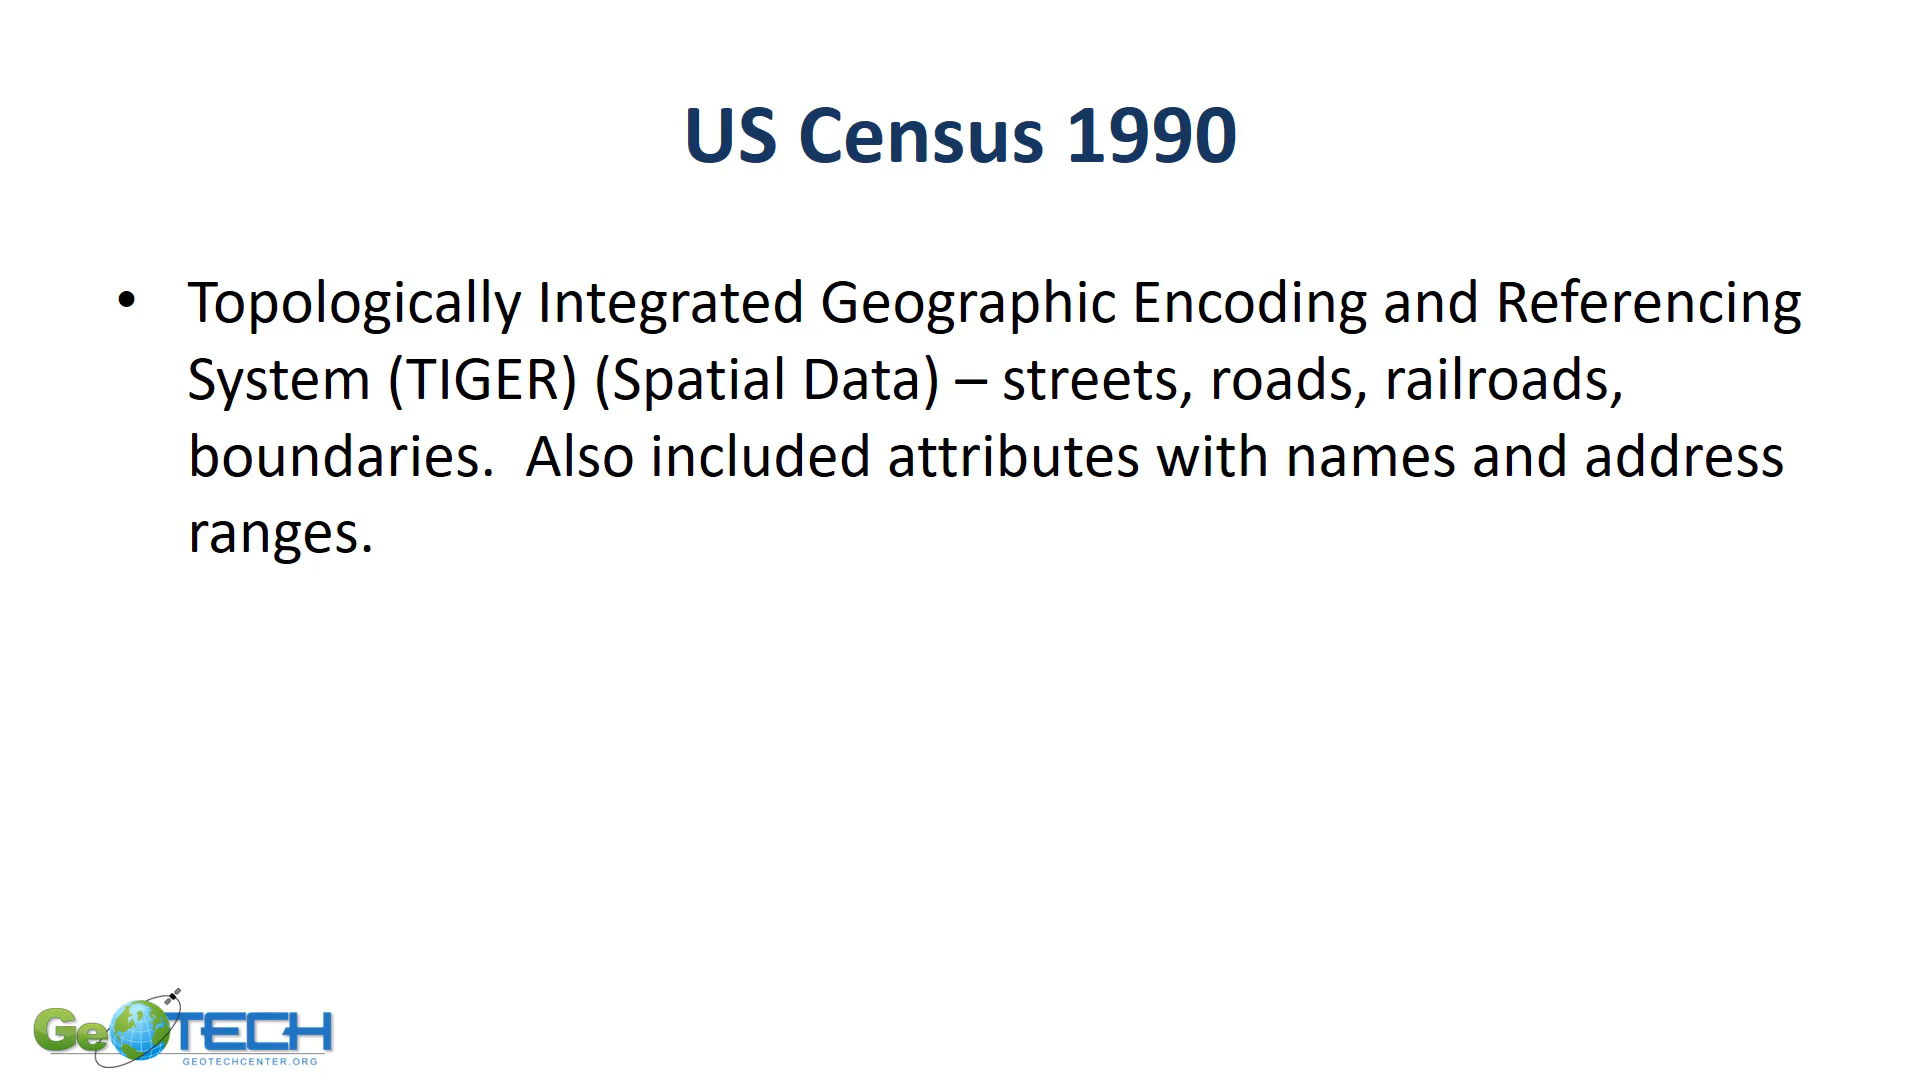 US Census 1990
• Topologically Integrated Geographic Encoding and Referencing
System (TIGER) (Spatial Data) – streets, roads, railroads,
boundaries.  Also included attributes with names and address
ranges.
GeoTECH
GEOTECHCENTER.ORG